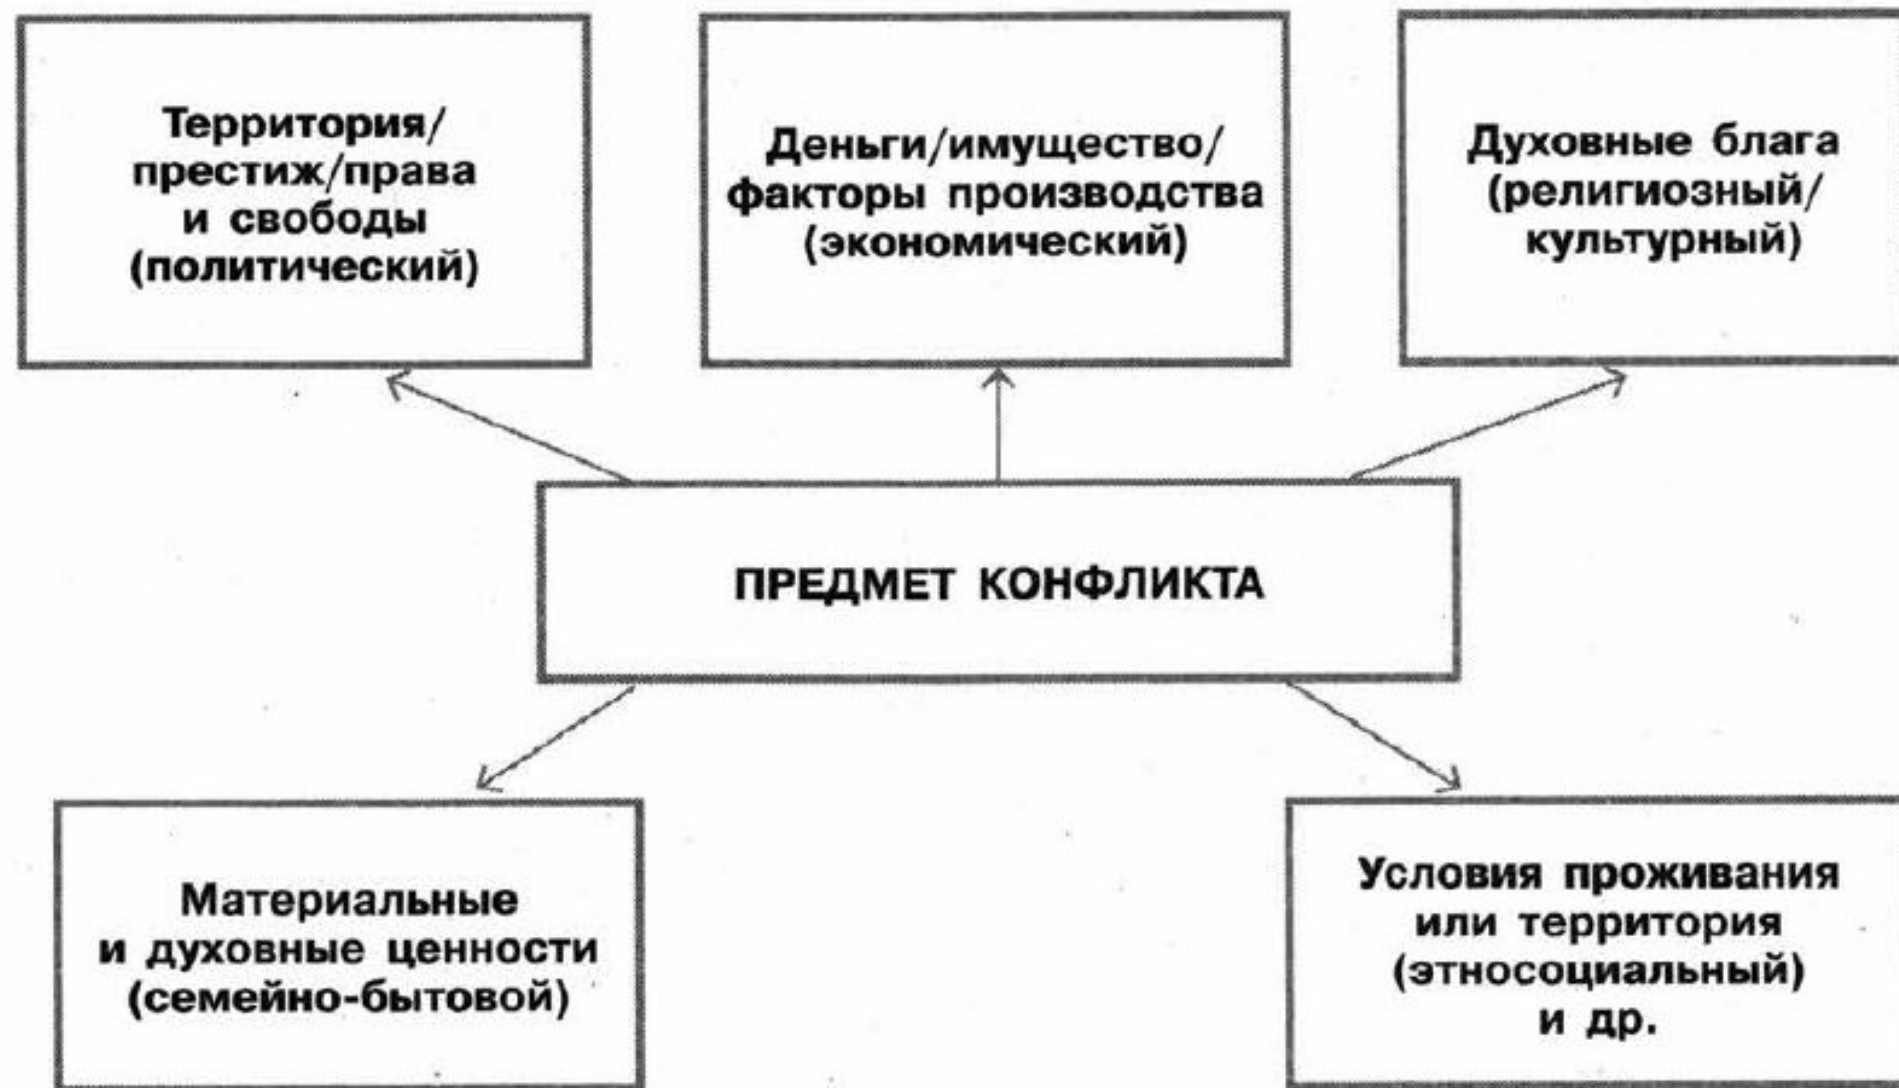 Территория/
престиж/права
и свободы
(политический)
Деньги/имущество/
факторы производства
(экономический)
Духовные блага
(религиозный/
культурный)
ПРЕДМЕТ КОНФЛИКТА
Материальные
и духовные ценности
(семейно-бытовой)
Условия проживания
или территория
(этносоциальный)
и др.